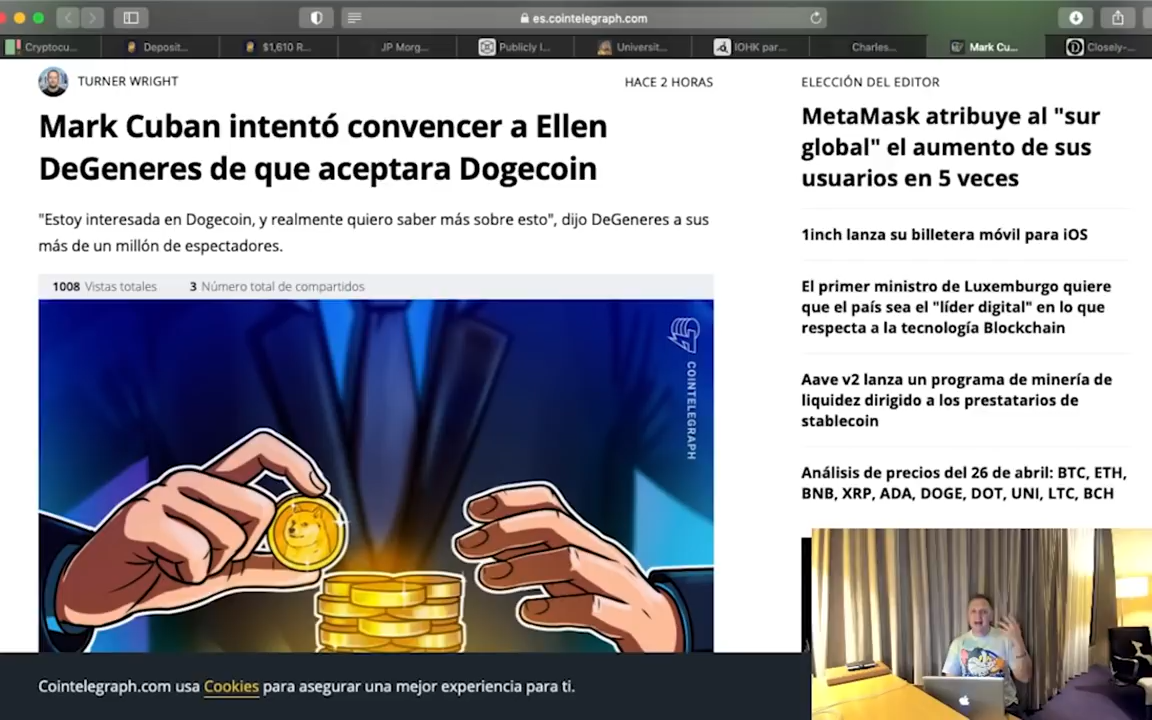 es.cointelegraph.com
Cryptocu...
Deposit...
$1,610 R...
JP Morg...
Publicly I...
Universit...
IOHK par...
Charles...
Mark Cu...
Closely-...
TURNER WRIGHT
HACE 2 HORAS
Mark Cuban intentó convencer a Ellen
DeGeneres de que aceptara Dogecoin
"Estoy interesada en Dogecoin, y realmente quiero saber más sobre esto", dijo DeGeneres a sus
más de un millón de espectadores.
1008 Vistas totales
3 Número total de compartidos
COINTELEGRAPH
Cointelegraph.com usa Cookies para asegurar una mejor experiencia para ti.
ELECCIÓN DEL EDITOR
MetaMask atribuye al "sur
global" el aumento de sus
usuarios en 5 veces
1inch lanza su billetera móvil para iOS
El primer ministro de Luxemburgo quiere
que el país sea el "líder digital" en lo que
respecta a la tecnología Blockchain
Aave v2 lanza un programa de minería de
liquidez dirigido a los prestatarios de
stablecoin
Análisis de precios del 26 de abril: BTC, ETH,
BNB, XRP, ADA, DOGE, DOT, UNI, LTC, BCH